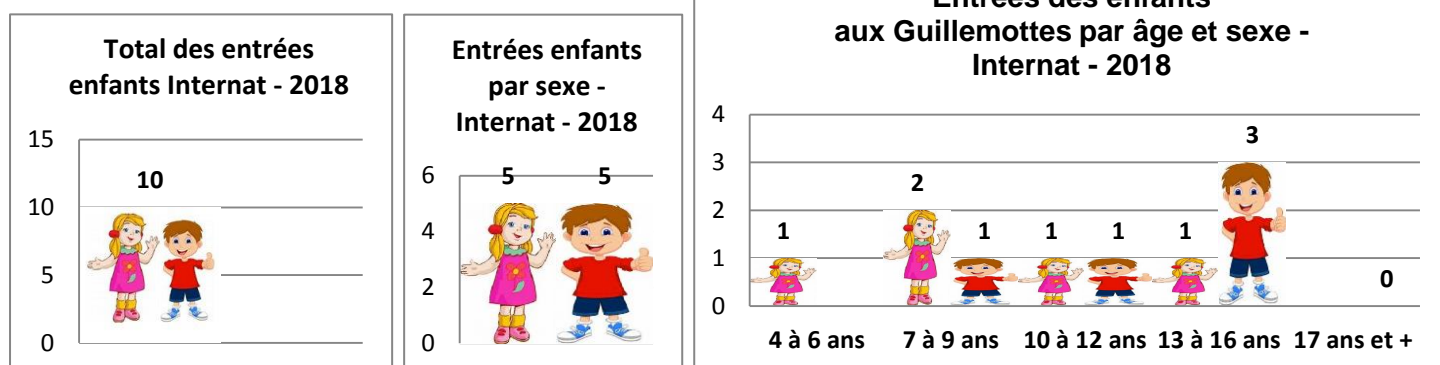 Total des entrées
enfants Internat - 2018
15
10
10
5
0
Entrées enfants
par sexe -
Internat - 2018
6
5
5
4
2
0
Entrées des enfants
aux Guillemottes par âge et sexe -
Internat - 2018
4
3
3
2
2
1
1
1
1
1
1
0
0
4 à 6 ans
7 à 9 ans
10 à 12 ans
13 à 16 ans
17 ans et +